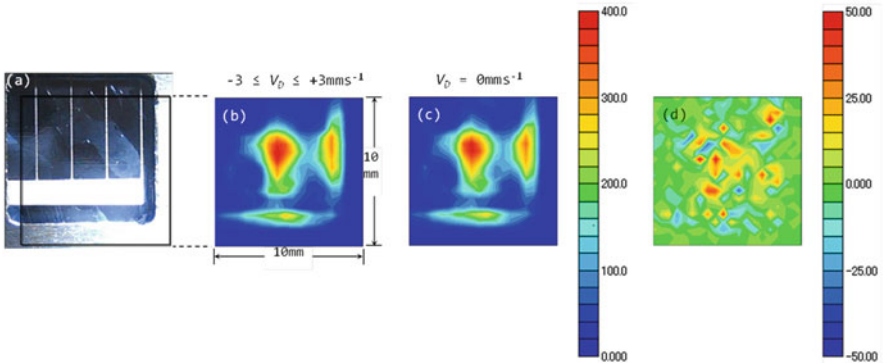 (a)
-3 ≤ V_D ≤ +3mms⁻¹
(b)
10
mm
10mm
V_D = 0mms⁻¹
(c)
400.0
300.0
200.0
100.0
0.000
(d)
50.00
25.00
0.000
-25.00
-50.00